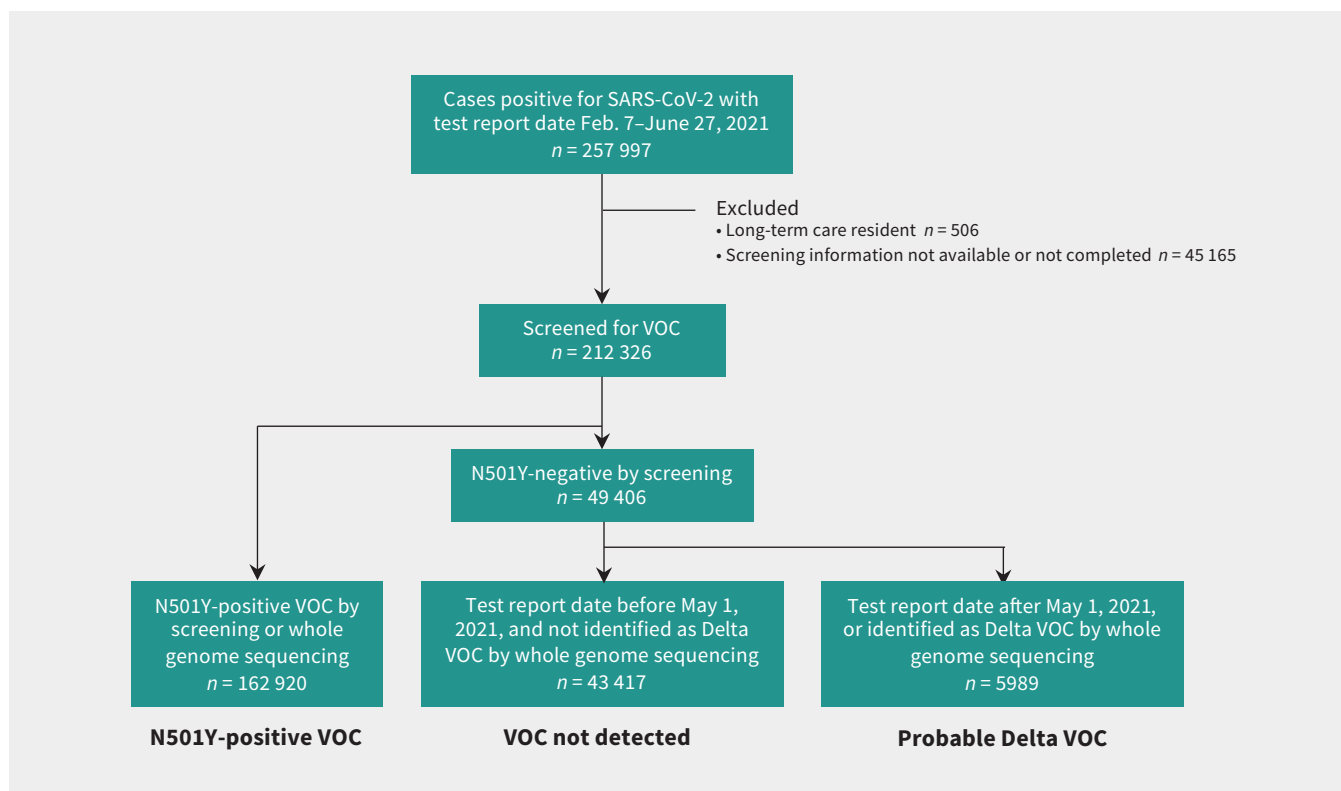 Cases positive for SARS-CoV-2 with
test report date Feb. 7–June 27, 2021
n = 257 997
Excluded
• Long-term care resident n = 506
• Screening information not available or not completed n = 45 165
Screened for VOC
n = 212 326
N501Y-negative by screening
n = 49 406
N501Y-positive VOC by
screening or whole
genome sequencing
n = 162 920
Test report date before May 1,
2021, and not identified as Delta
VOC by whole genome sequencing
n = 43 417
Test report date after May 1, 2021,
or identified as Delta VOC by whole
genome sequencing
n = 5989
N501Y-positive VOC
VOC not detected
Probable Delta VOC